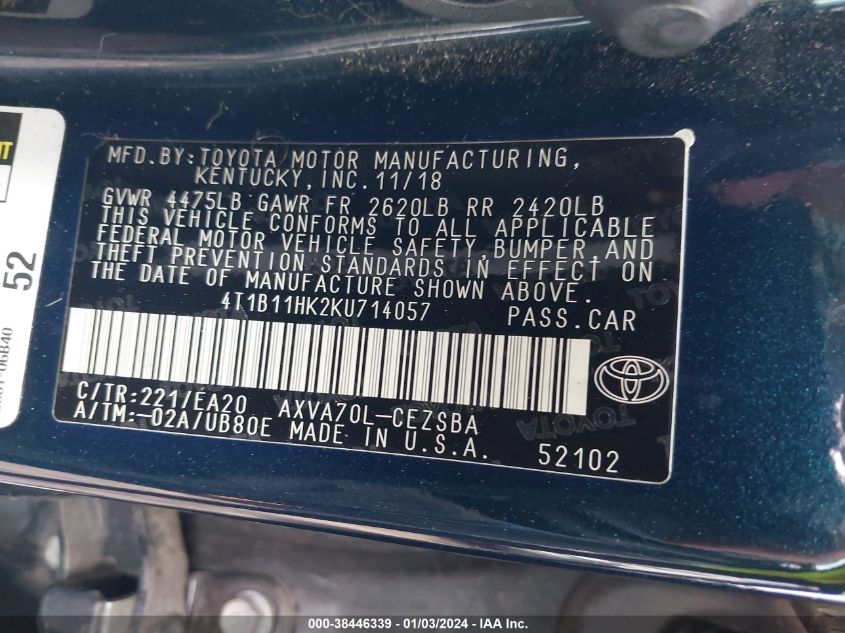 MFD.BY:TOYOTA MOTOR MANUFACTURING,
KENTUCKY,INC.11/18
GVWR 4475LB GAWR FR 2620LB RR 2420LB
THIS VEHICLE CONFORMS TO ALL APPLICABLE
FEDERAL MOTOR VEHICLE SAFETY,BUMPER,AND
THEFT PREVENTION STANDARDS IN EFFECT ON
THE DATE OF MANUFACTURE SHOWN ABOVE.
4T1B11HK2KU714057 PASS.CAR
C/TR:221/EA20 AXVA70L-CEZSBA
A/TM:-02A/UB80E MADE IN U.S.A. 52102
52
000-38446339 - 01/03/2024 - IAA Inc.